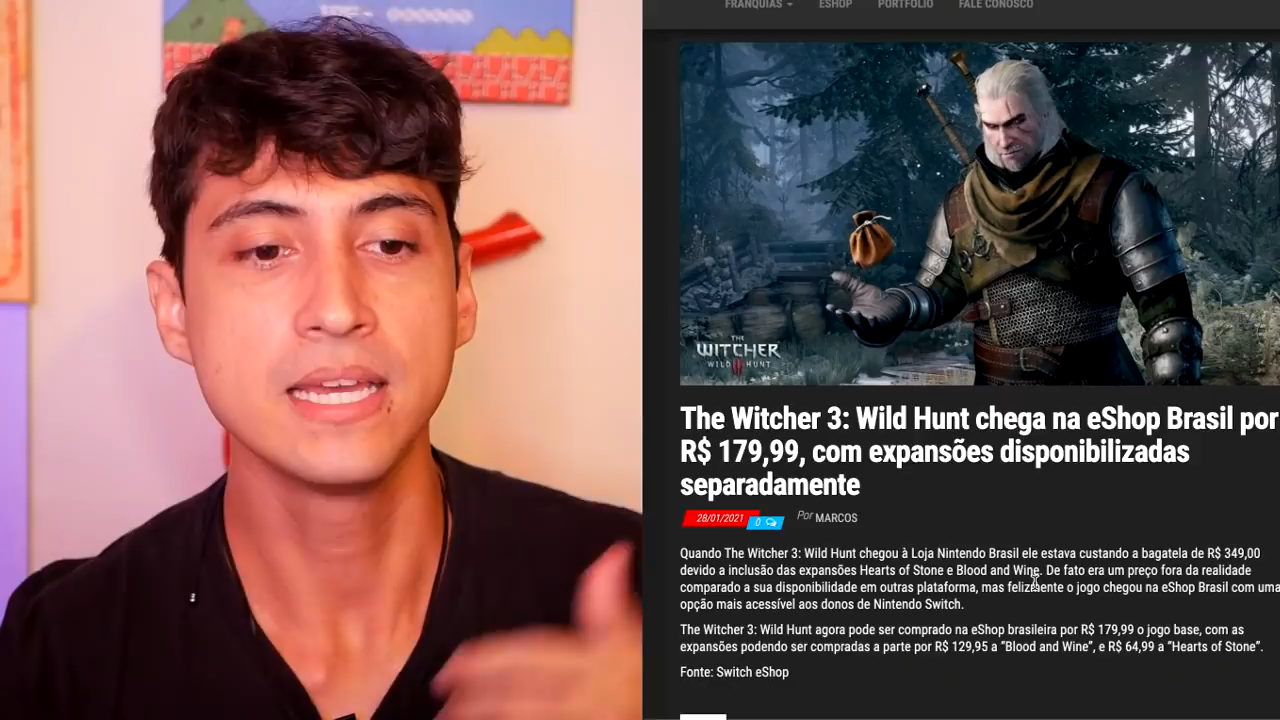 FRANQUIAS
ESHOP
PORTFÓLIO
FALE CONOSCO
THE
WITCHER
WILD HUNT
The Witcher 3: Wild Hunt chega na eShop Brasil por
R$ 179,99, com expansões disponibilizadas
separadamente
28/01/2021
0
Por MARCOS
Quando The Witcher 3: Wild Hunt chegou à Loja Nintendo Brasil ele estava custando a bagatela de R$ 349,00
devido a inclusão das expansões Hearts of Stone e Blood and Wine. De fato era um preço fora da realidade
comparado a sua disponibilidade em outras plataforma, mas felizmente o jogo chegou na eShop Brasil com uma
opção mais acessível aos donos de Nintendo Switch.
The Witcher 3: Wild Hunt agora pode ser comprado na eShop brasileira por R$ 179,99 o jogo base, com as
expansões podendo ser compradas a parte por R$ 129,95 a “Blood and Wine”, e R$ 64,99 a “Hearts of Stone”.
Fonte: Switch eShop